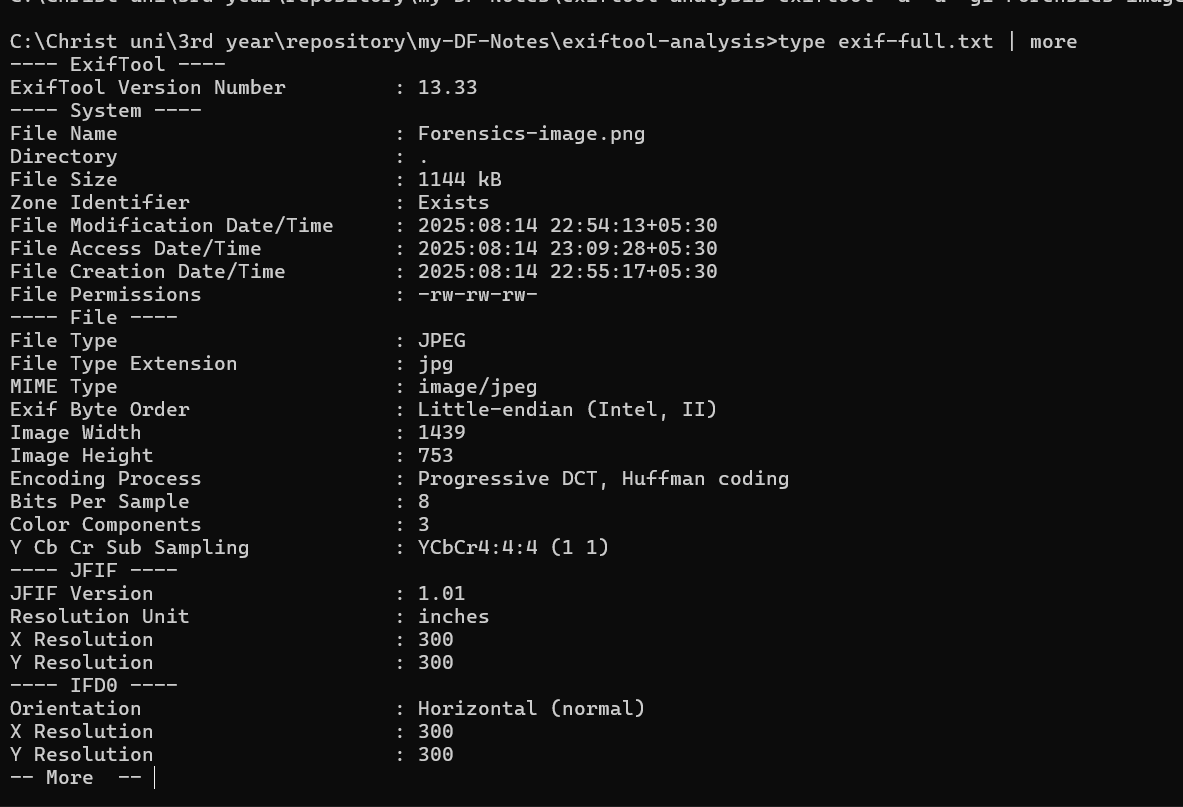 C:\Christ uni\3rd year\repository\my-DF-Notes\exiftool-analysis>type exif-full.txt | more
---- ExifTool ----
ExifTool Version Number         : 13.33
---- System ----
File Name                       : Forensics-image.png
Directory                       : .
File Size                       : 1144 kB
Zone Identifier                 : Exists
File Modification Date/Time     : 2025:08:14 22:54:13+05:30
File Access Date/Time           : 2025:08:14 23:09:28+05:30
File Creation Date/Time         : 2025:08:14 22:55:17+05:30
File Permissions                : -rw-rw-rw-
---- File ----
File Type                       : JPEG
File Type Extension             : jpg
MIME Type                       : image/jpeg
Exif Byte Order                 : Little-endian (Intel, II)
Image Width                     : 1439
Image Height                    : 753
Encoding Process                : Progressive DCT, Huffman coding
Bits Per Sample                 : 8
Color Components                : 3
Y Cb Cr Sub Sampling            : YCbCr4:4:4 (1 1)
---- JFIF ----
JFIF Version                    : 1.01
Resolution Unit                 : inches
X Resolution                    : 300
Y Resolution                    : 300
---- IFD0 ----
Orientation                     : Horizontal (normal)
X Resolution                    : 300
Y Resolution                    : 300
-- More  --